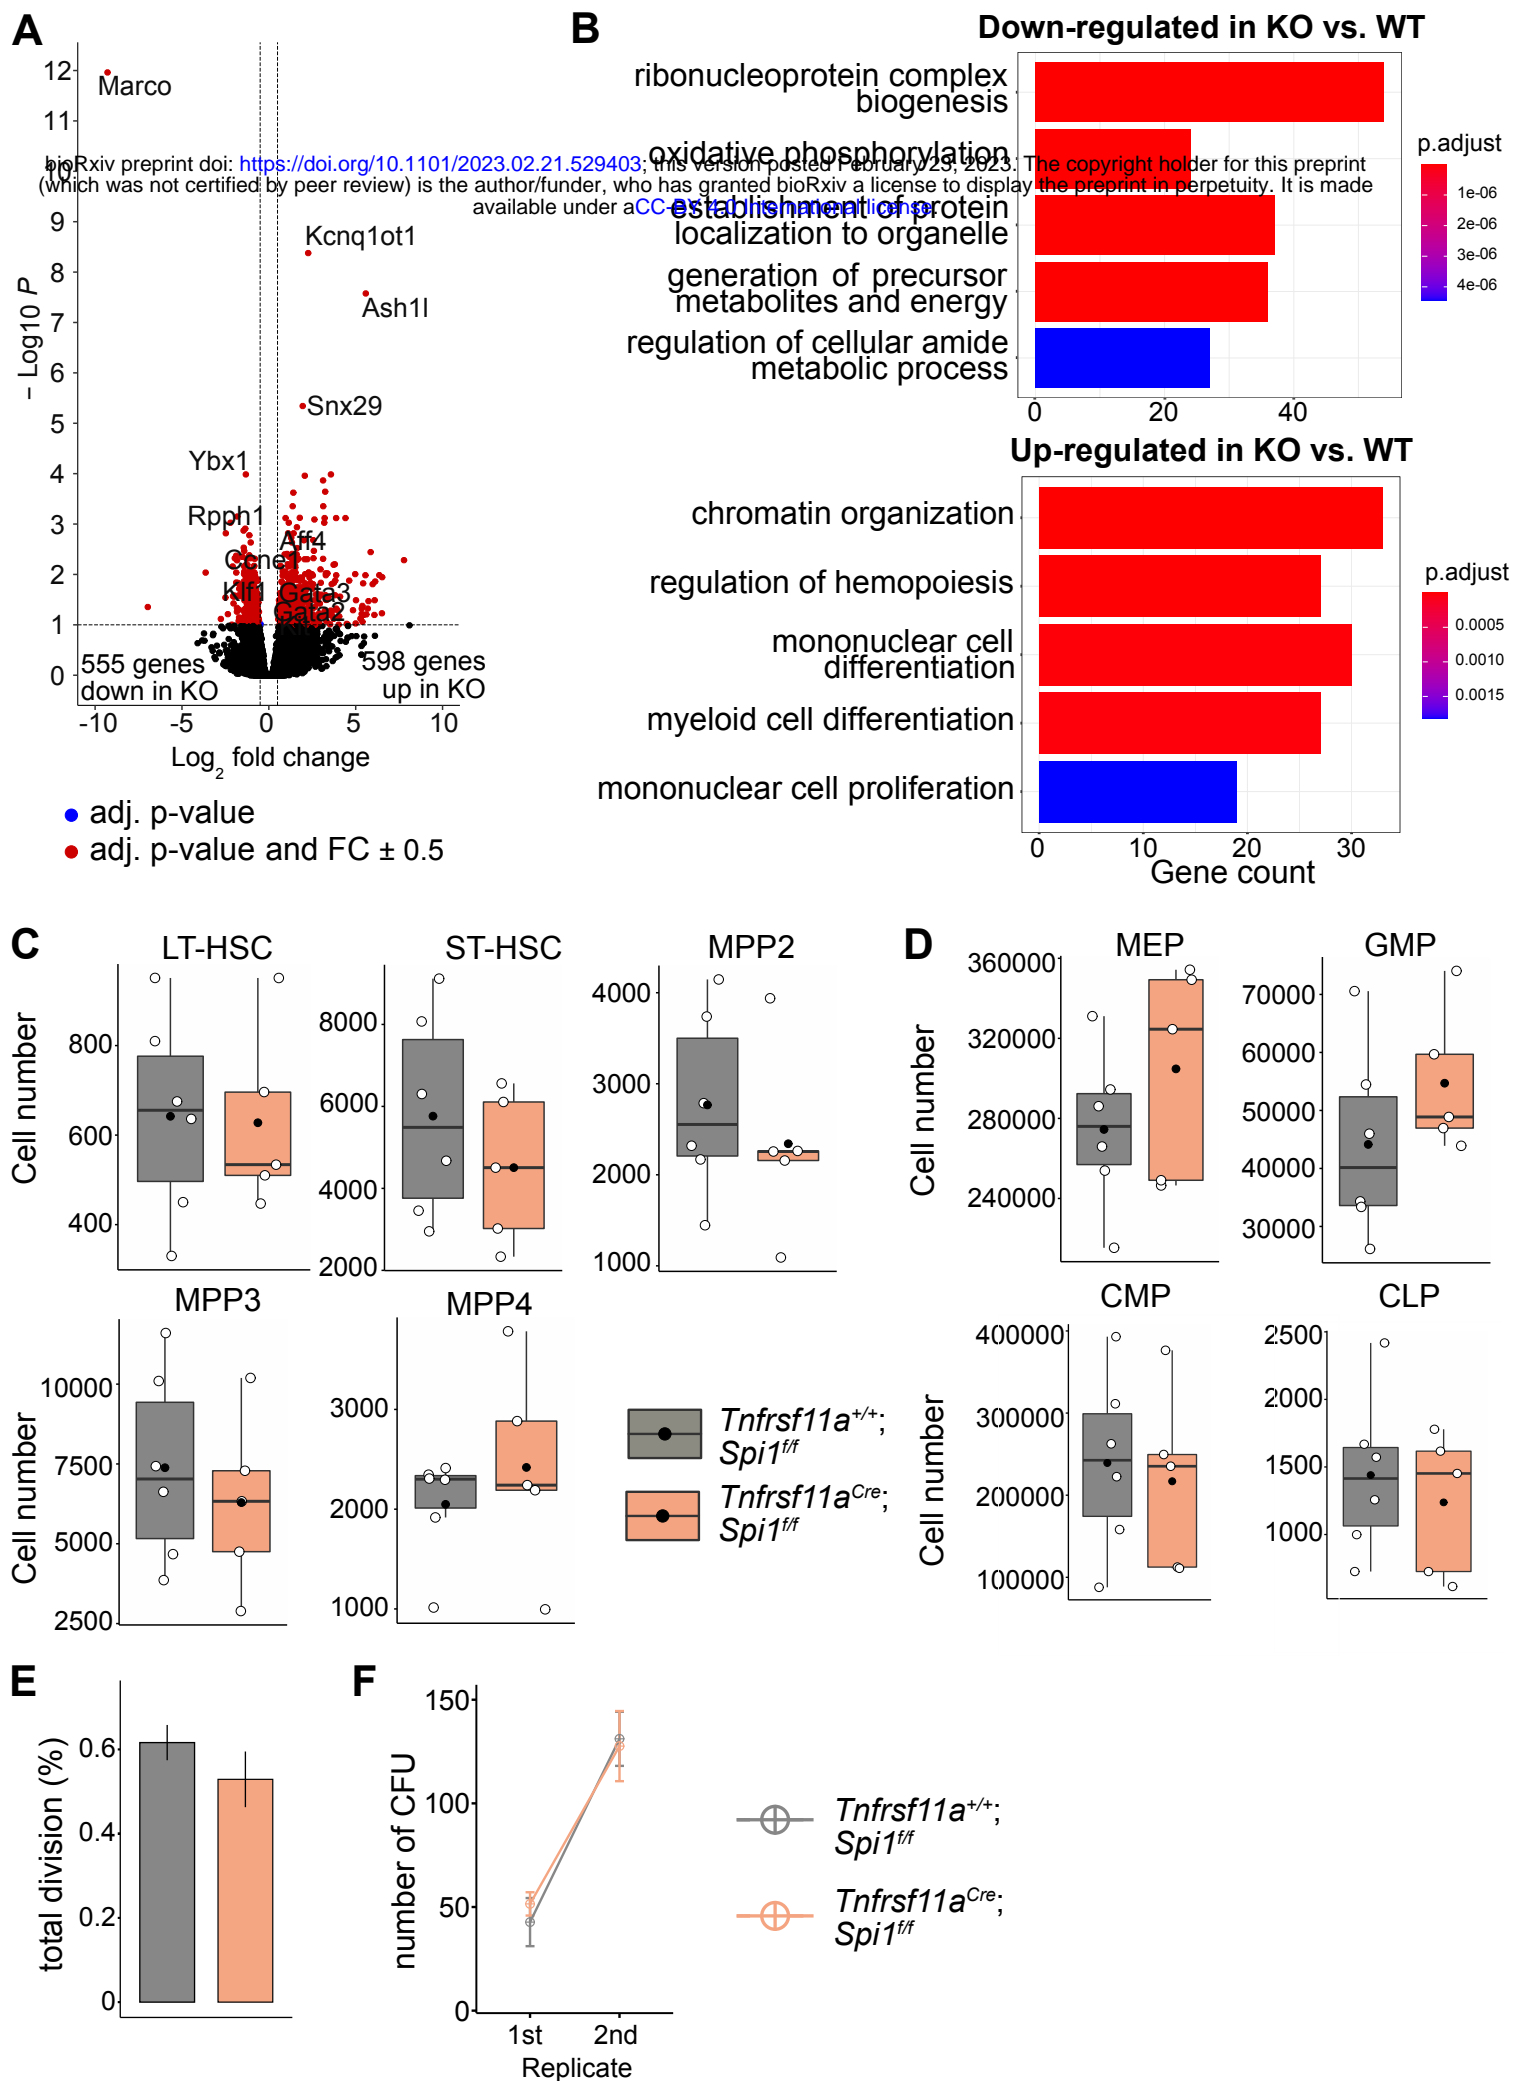 A
12
11
10
9
8
7
6
5
4
3
2
1
0
− Log10 P
Marco
Kcnq1ot1
Ash1l
Snx29
Ybx1
Rpph1
Aff4
Ccne1
Klf1
Gata3
Gata2
555 genes
down in KO
598 genes
up in KO
-10 -5 0 5 10
Log2 fold change
adj. p-value
adj. p-value and FC ± 0.5
bioRxiv preprint doi: https://doi.org/10.1101/2023.02.21.529403; this version posted February 23, 2023. The copyright holder for this preprint
(which was not certified by peer review) is the author/funder, who has granted bioRxiv a license to display the preprint in perpetuity. It is made
available under aCC-BY 4.0 International license.
B
Down-regulated in KO vs. WT
ribonucleoprotein complex
biogenesis
oxidative phosphorylation
establishment of protein
localization to organelle
generation of precursor
metabolites and energy
regulation of cellular amide
metabolic process
0 20 40
p.adjust
1e-06
2e-06
3e-06
4e-06
Up-regulated in KO vs. WT
chromatin organization
regulation of hemopoiesis
mononuclear cell
differentiation
myeloid cell differentiation
mononuclear cell proliferation
0 10 20 30
Gene count
p.adjust
0.0005
0.0010
0.0015
C
LT-HSC
Cell number
800
600
400
ST-HSC
8000
6000
4000
2000
MPP2
4000
3000
2000
1000
MPP3
Cell number
10000
7500
5000
2500
MPP4
3000
2000
1000
Tnfrsf11a+/+;
Spi1f/f
Tnfrsf11aCre;
Spi1f/f
D
MEP
Cell number
360000
320000
280000
240000
GMP
70000
60000
50000
40000
30000
CMP
Cell number
400000
300000
200000
100000
CLP
2500
2000
1500
1000
E
total division (%)
0.6
0.4
0.2
0
F
number of CFU
150
100
50
0
1st 2nd
Replicate
Tnfrsf11a+/+;
Spi1f/f
Tnfrsf11aCre;
Spi1f/f